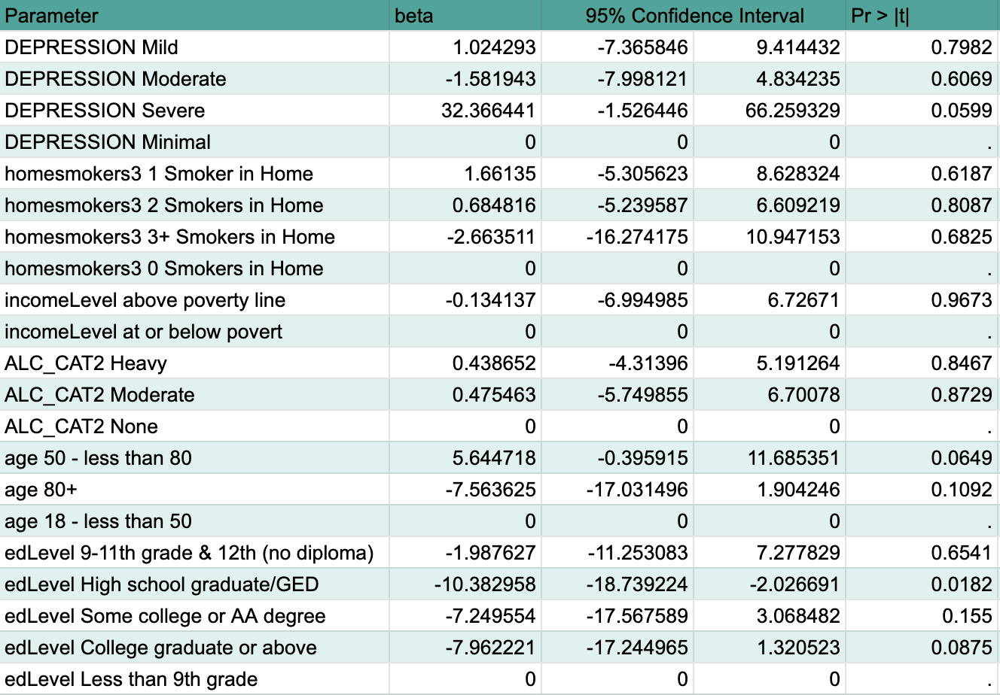 Parameter beta 95% Confidence Interval Pr > |t|
DEPRESSION Mild 1.024293 -7.365846 9.414432 0.7982
DEPRESSION Moderate -1.581943 -7.998121 4.834235 0.6069
DEPRESSION Severe 32.366441 -1.526446 66.259329 0.0599
DEPRESSION Minimal 0 0 0 .
homesmokers3 1 Smoker in Home 1.66135 -5.305623 8.628324 0.6187
homesmokers3 2 Smokers in Home 0.684816 -5.239587 6.609219 0.8087
homesmokers3 3+ Smokers in Home -2.663511 -16.274175 10.947153 0.6825
homesmokers3 0 Smokers in Home 0 0 0 .
incomeLevel above poverty line -0.134137 -6.994985 6.72671 0.9673
incomeLevel at or below povert 0 0 0 .
ALC_CAT2 Heavy 0.438652 -4.31396 5.191264 0.8467
ALC_CAT2 Moderate 0.475463 -5.749855 6.70078 0.8729
ALC_CAT2 None 0 0 0 .
age 50 - less than 80 5.644718 -0.395915 11.685351 0.0649
age 80+ -7.563625 -17.031496 1.904246 0.1092
age 18 - less than 50 0 0 0 .
edLevel 9-11th grade & 12th (no diploma) -1.987627 -11.253083 7.277829 0.6541
edLevel High school graduate/GED -10.382958 -18.739224 -2.026691 0.0182
edLevel Some college or AA degree -7.249554 -17.567589 3.068482 0.155
edLevel College graduate or above -7.962221 -17.244965 1.320523 0.0875
edLevel Less than 9th grade 0 0 0 .